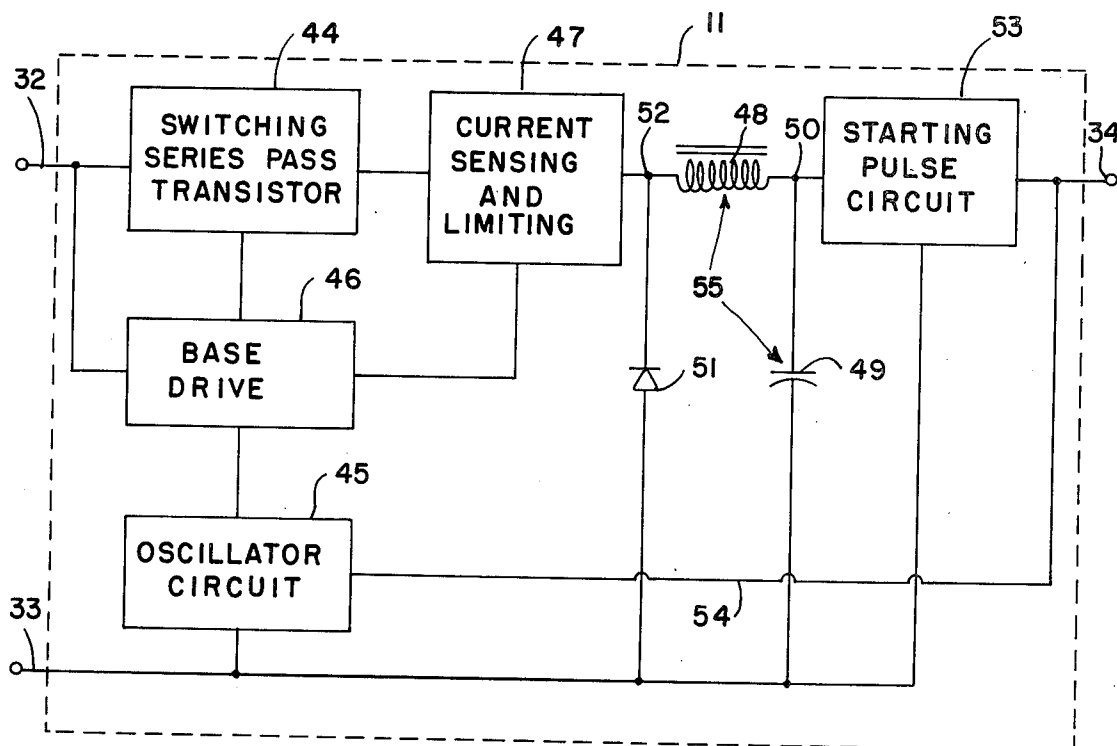 11
44
47
53
32
SWITCHING
SERIES PASS
TRANSISTOR
CURRENT
SENSING
AND
LIMITING
52
48
50
STARTING
PULSE
CIRCUIT
34
46
55
BASE
DRIVE
51
49
45
OSCILLATOR
CIRCUIT
54
33